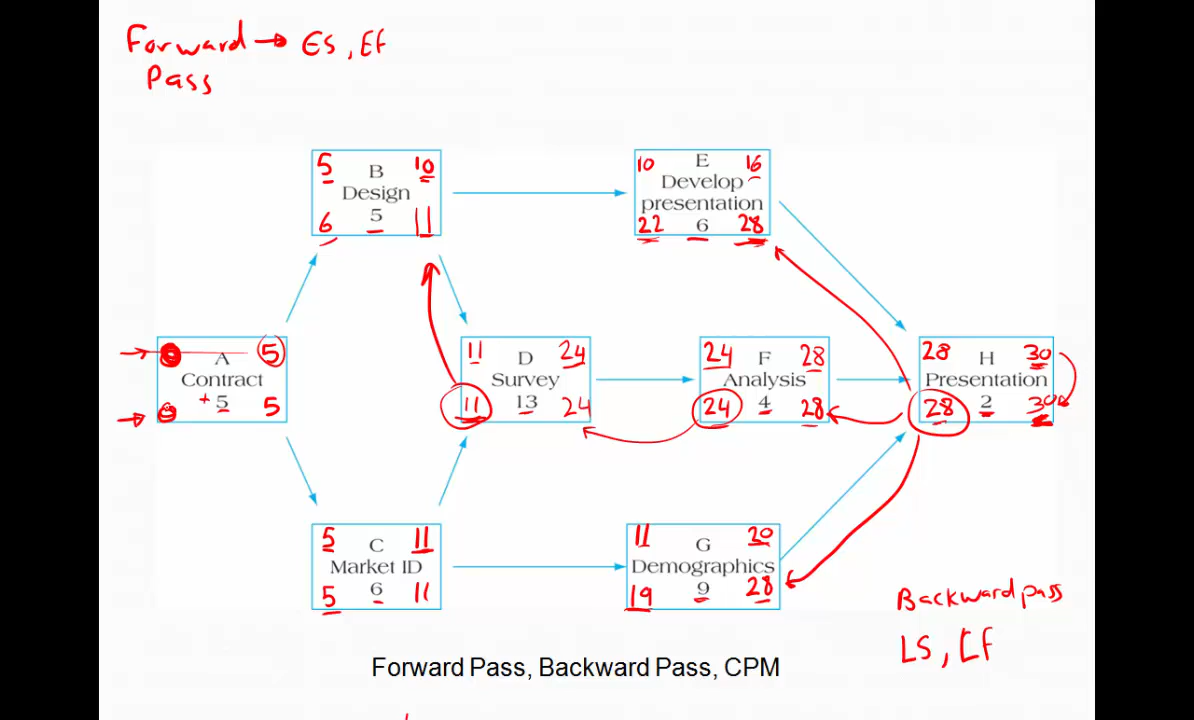 Forward → ES, EF
Pass
5 B 10
Design
6 5 11
10 E 16
Develop
presentation
22 6 28
0 A 5
Contract
0 + 5 5
11 D 24
Survey
11 13 24
24 F 28
Analysis
24 4 28
28 H 30
Presentation
28 2 30
5 C 11
Market ID
5 6 11
11 G 20
Demographics
19 9 28
Backward pass
LS, LF
Forward Pass, Backward Pass, CPM